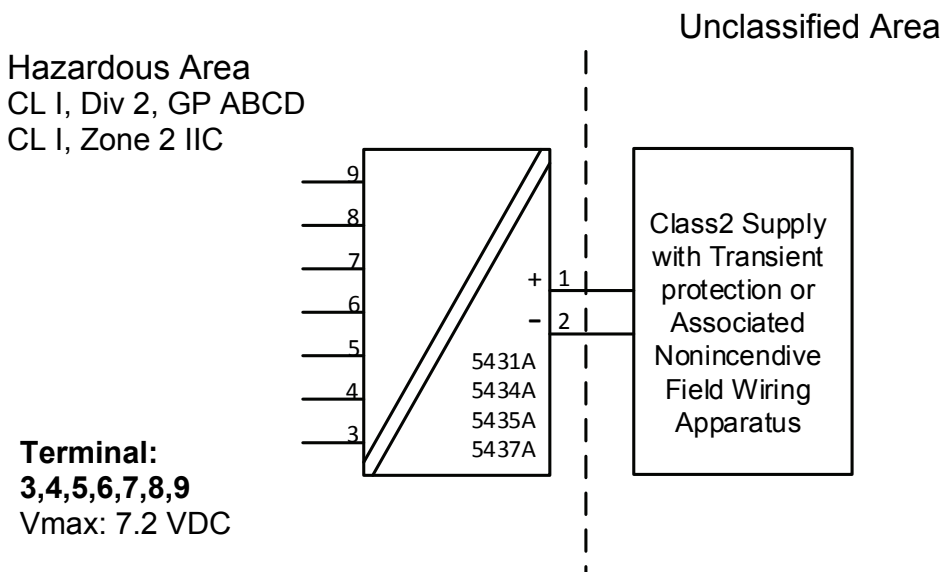 Unclassified Area
Hazardous Area
CL I, Div 2, GP ABCD
CL I, Zone 2 IIC
9
8
7
6
5
4
3
+ 1
- 2
5431A
5434A
5435A
5437A
Class2 Supply
with Transient
protection or
Associated
Nonincendive
Field Wiring
Apparatus
Terminal:
3,4,5,6,7,8,9
Vmax: 7.2 VDC